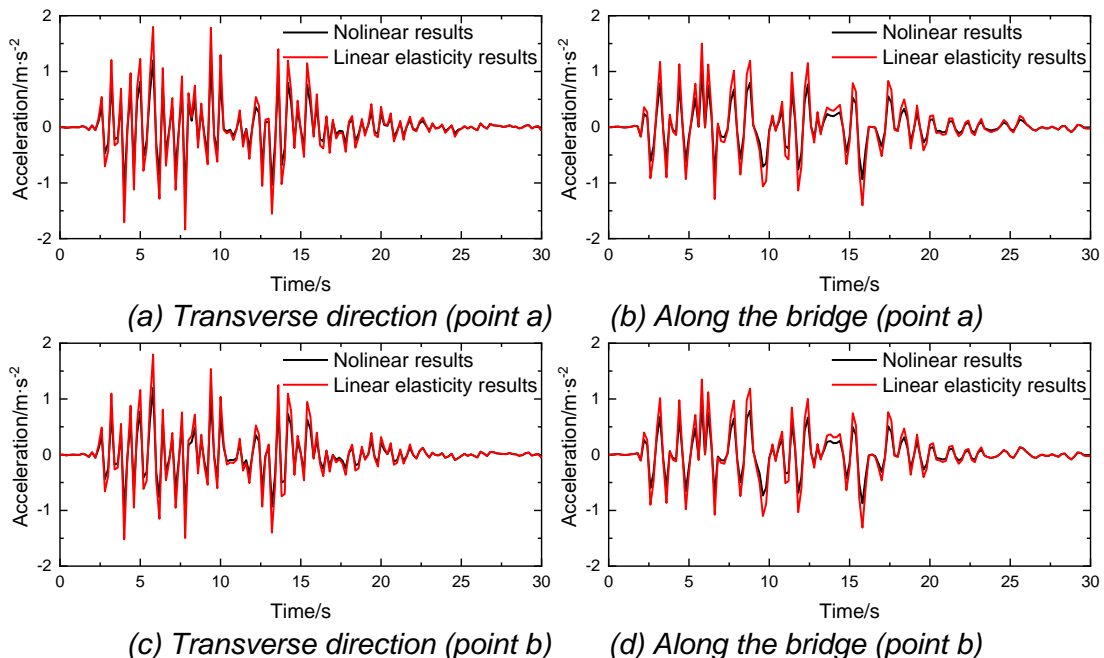 2
1
0
-1
-2
Acceleration/m·s-2
Nolinear results
Linear elasticity results
0 5 10 15 20 25 30
Time/s
(a) Transverse direction (point a)
2
1
0
-1
-2
Acceleration/m·s-2
Nolinear results
Linear elasticity results
0 5 10 15 20 25 30
Time/s
(b) Along the bridge (point a)
2
1
0
-1
-2
Acceleration/m·s-2
Nolinear results
Linear elasticity results
0 5 10 15 20 25 30
Time/s
(c) Transverse direction (point b)
2
1
0
-1
-2
Acceleration/m·s-2
Nolinear results
Linear elasticity results
0 5 10 15 20 25 30
Time/s
(d) Along the bridge (point b)